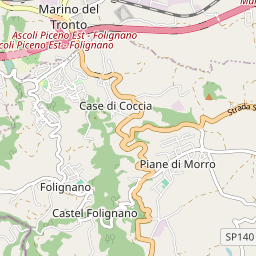 Marino del
Tronto
Ascoli Piceno Est - Folignano
Ascoli Piceno Est - Folignano
Case di Coccia
Strada S
Piane di Morro
Folignano
Castel Folignano
SP140